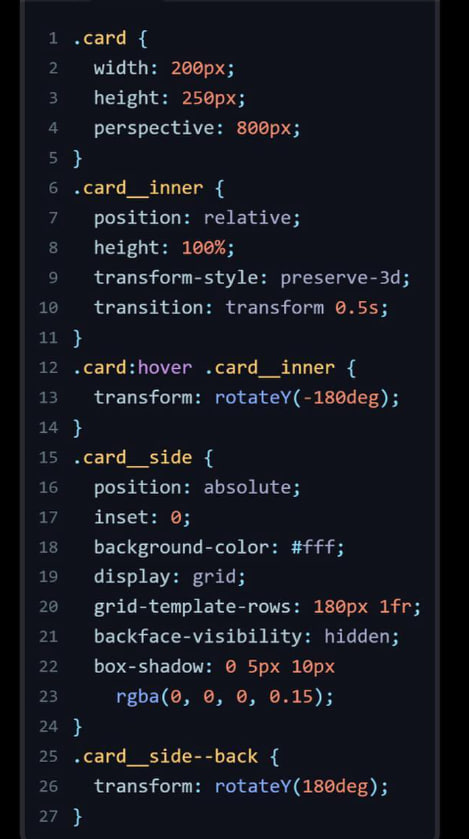 1 .card {
2 width: 200px;
3 height: 250px;
4 perspective: 800px;
5 }
6 .card__inner {
7 position: relative;
8 height: 100%;
9 transform-style: preserve-3d;
10 transition: transform 0.5s;
11 }
12 .card:hover .card__inner {
13 transform: rotateY(-180deg);
14 }
15 .card__side {
16 position: absolute;
17 inset: 0;
18 background-color: #fff;
19 display: grid;
20 grid-template-rows: 180px 1fr;
21 backface-visibility: hidden;
22 box-shadow: 0 5px 10px
23 rgba(0, 0, 0, 0.15);
24 }
25 .card__side--back {
26 transform: rotateY(180deg);
27 }